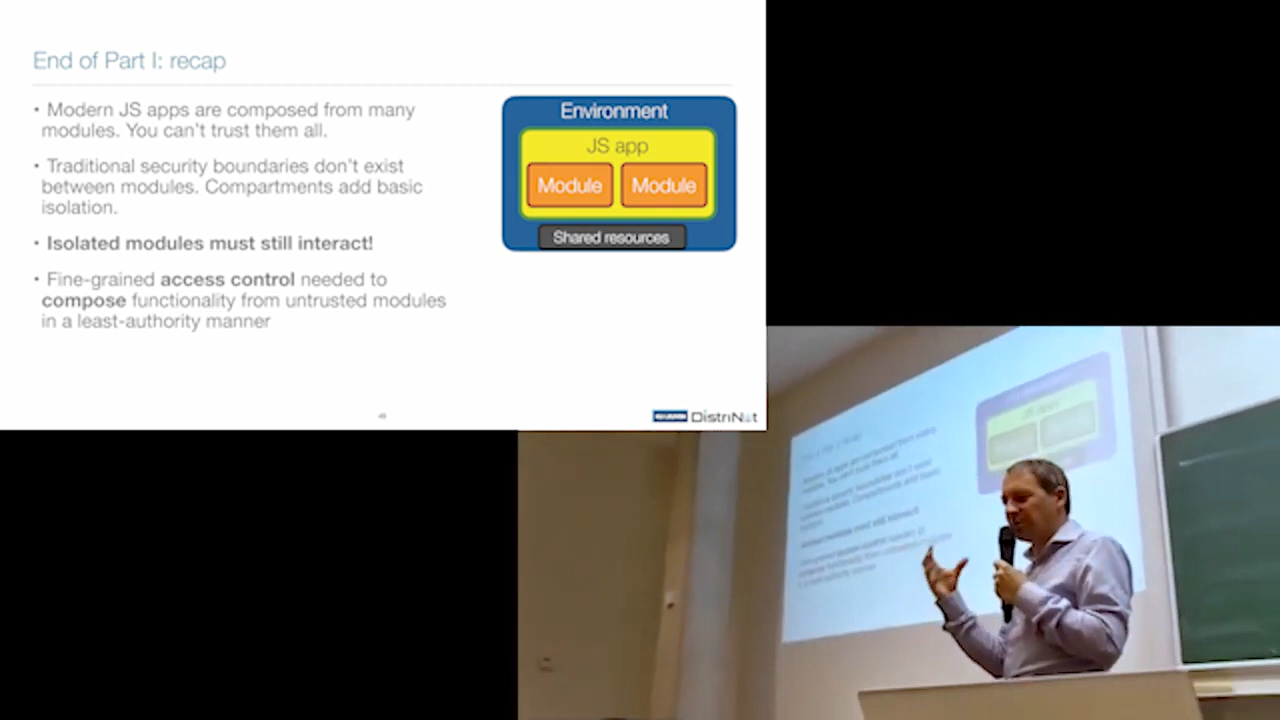 End of Part I: recap
• Modern JS apps are composed from many
modules. You can't trust them all.
• Traditional security boundaries don't exist
between modules. Compartments add basic
isolation.
• Isolated modules must still interact!
• Fine-grained access control needed to
compose functionality from untrusted modules
in a least-authority manner
Environment
JS app
Module Module
Shared resources
DistriNet